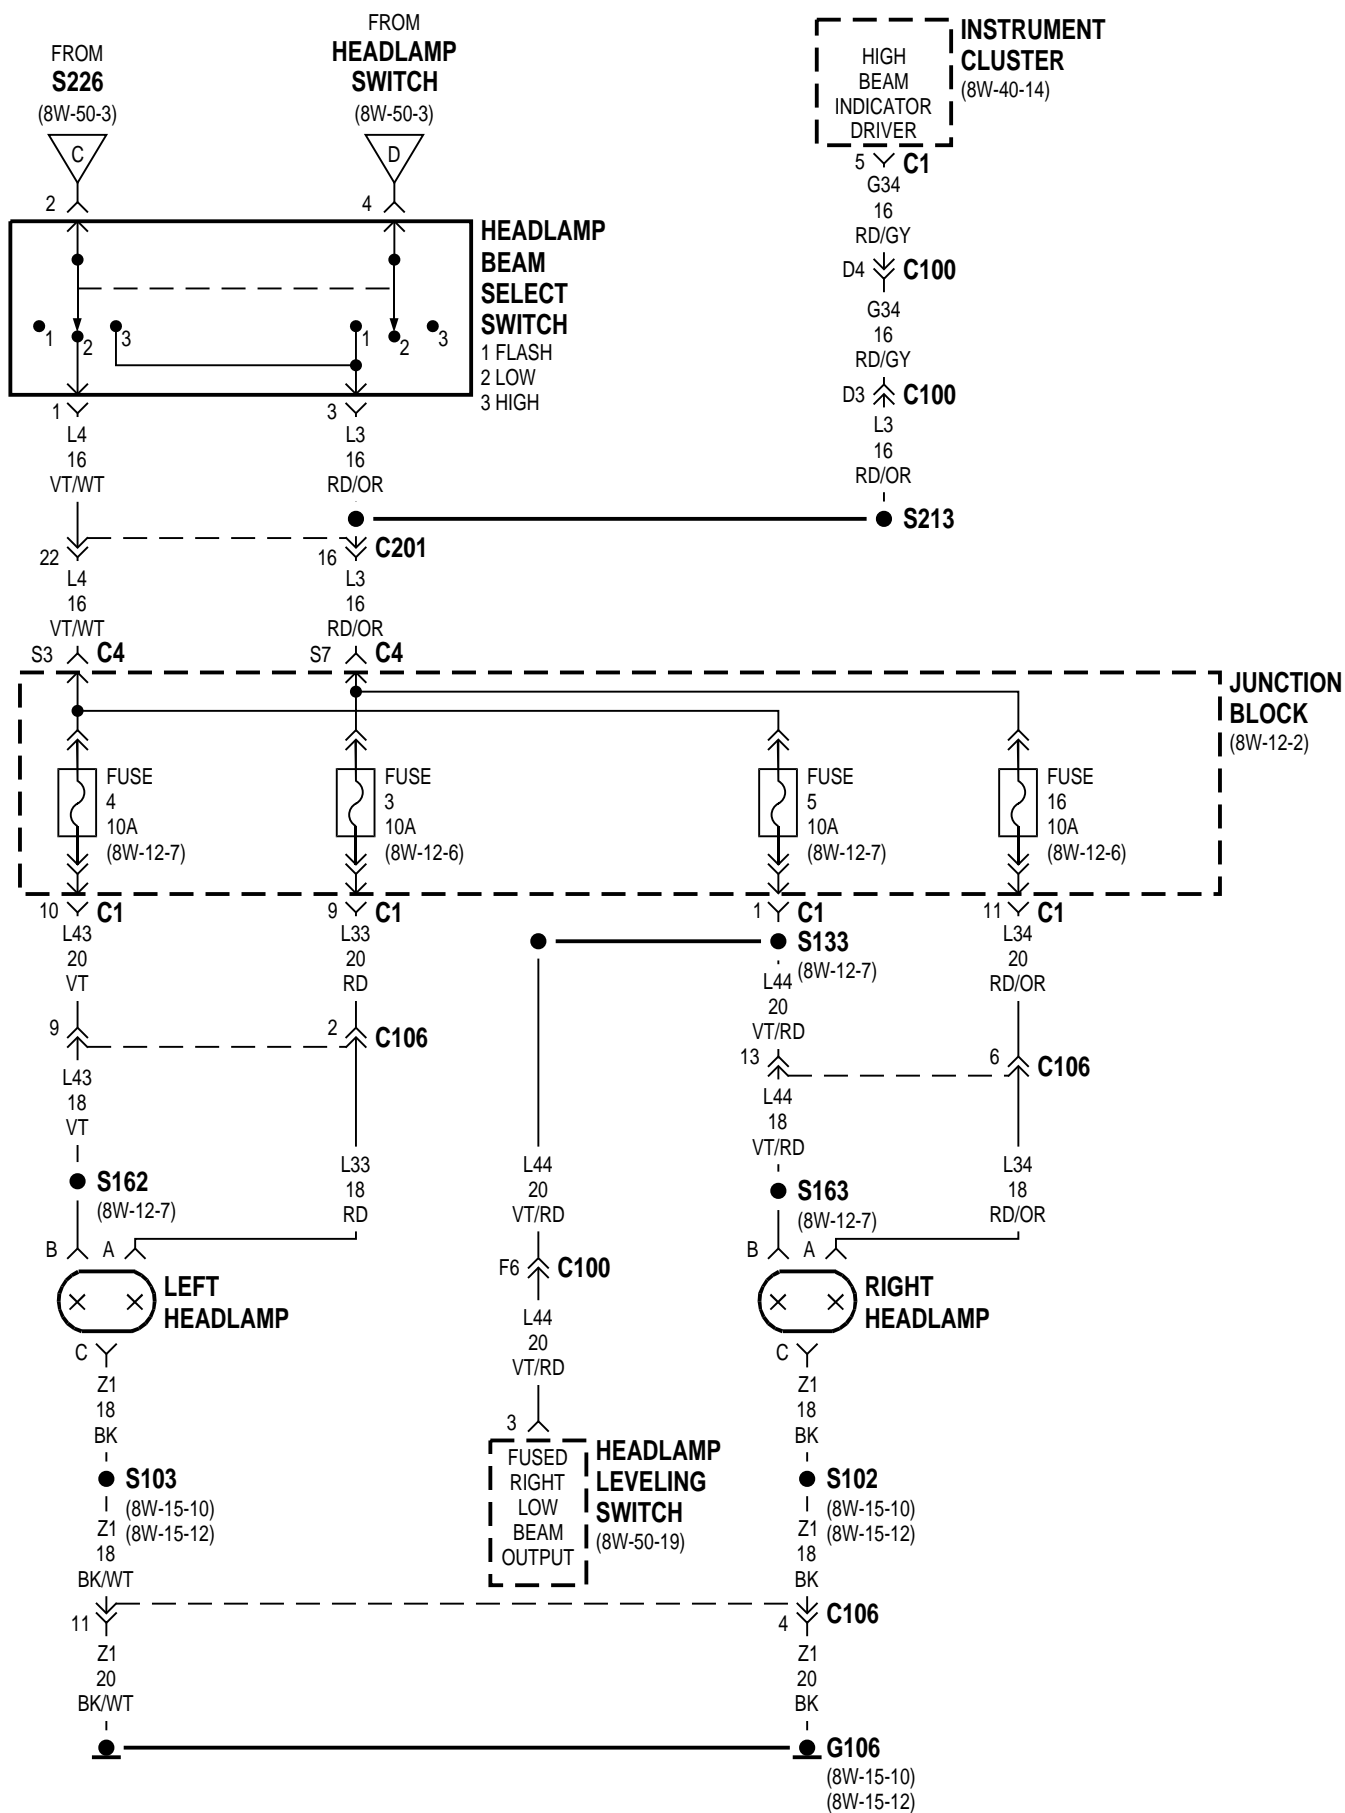 FROM
S226
(8W-50-3)
C
2
FROM
HEADLAMP
SWITCH
(8W-50-3)
D
4
HIGH
BEAM
INDICATOR
DRIVER
INSTRUMENT
CLUSTER
(8W-40-14)
5 C1
G34
16
RD/GY
D4 C100
G34
16
RD/GY
D3 C100
L3
16
RD/OR
S213
HEADLAMP
BEAM
SELECT
SWITCH
1 FLASH
2 LOW
3 HIGH
1 2 3 1 2 3
1
L4
16
VT/WT
3
L3
16
RD/OR
22
L4
16
VT/WT
16 C201
L3
16
RD/OR
S3 C4
S7 C4
JUNCTION
BLOCK
(8W-12-2)
FUSE
4
10A
(8W-12-7)
FUSE
3
10A
(8W-12-6)
FUSE
5
10A
(8W-12-7)
FUSE
16
10A
(8W-12-6)
10 C1
L43
20
VT
9 C1
L33
20
RD
1 C1
S133
(8W-12-7)
L44
20
VT/RD
11 C1
L34
20
RD/OR
9
2 C106
13
6 C106
L43
18
VT
S162
(8W-12-7)
L33
18
RD
L44
20
VT/RD
L44
18
VT/RD
S163
(8W-12-7)
L34
18
RD/OR
B A
LEFT
HEADLAMP
C
F6 C100
L44
20
VT/RD
B A
RIGHT
HEADLAMP
C
Z1
18
BK
S103
(8W-15-10)
(8W-15-12)
Z1
18
BK/WT
3
FUSED
RIGHT
LOW
BEAM
OUTPUT
HEADLAMP
LEVELING
SWITCH
(8W-50-19)
Z1
18
BK
S102
(8W-15-10)
(8W-15-12)
Z1
18
BK
11
4 C106
Z1
20
BK/WT
Z1
20
BK
G106
(8W-15-10)
(8W-15-12)